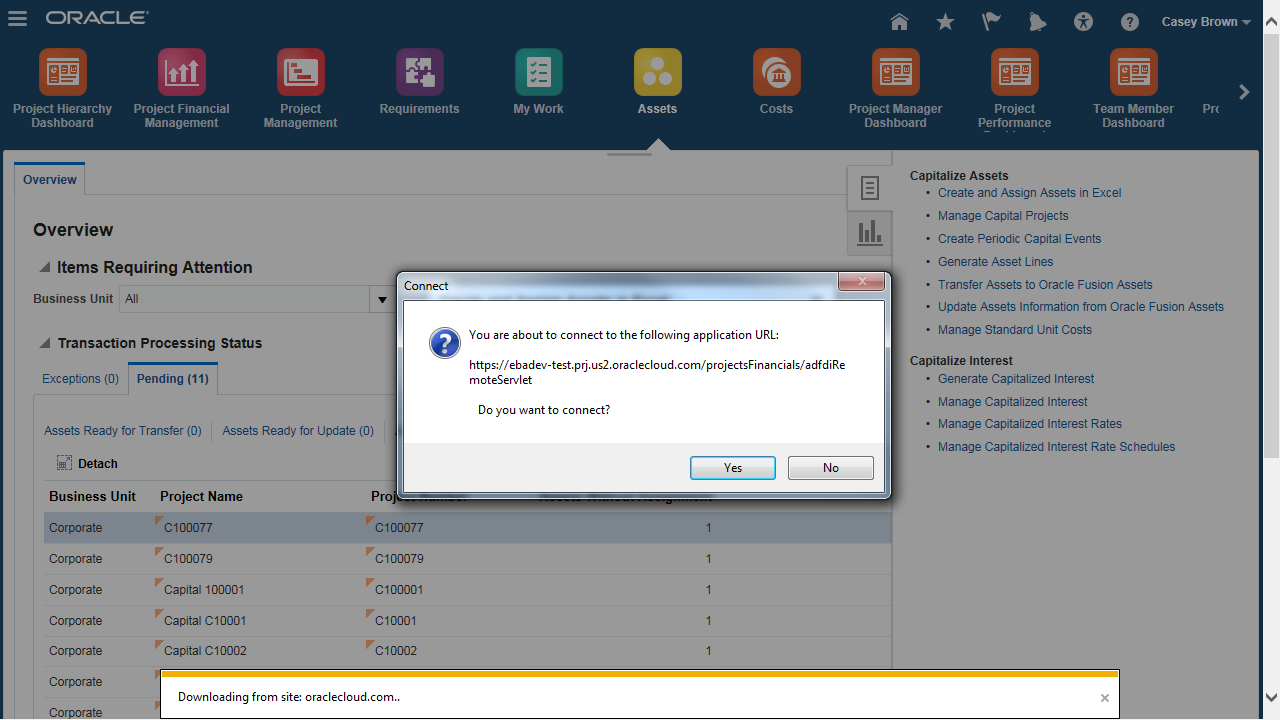 ORACLE
Casey Brown
Project Hierarchy
Dashboard
Project Financial
Management
Project
Management
Requirements
My Work
Assets
Costs
Project Manager
Dashboard
Project
Performance
Team Member
Dashboard
Overview
Overview
Items Requiring Attention
Business Unit All
Transaction Processing Status
Exceptions (0) Pending (11)
Assets Ready for Transfer (0) Assets Ready for Update (0)
Detach
Business Unit Project Name Project Number Assets Without Assignment
Corporate C100077 C100077 1
Corporate C100079 C100079 1
Corporate Capital 100001 C100001 1
Corporate Capital C10001 C10001 1
Corporate Capital C10002 C10002 1
Corporate
Corporate
Capitalize Assets
• Create and Assign Assets in Excel
• Manage Capital Projects
• Create Periodic Capital Events
• Generate Asset Lines
• Transfer Assets to Oracle Fusion Assets
• Update Assets Information from Oracle Fusion Assets
• Manage Standard Unit Costs
Capitalize Interest
• Generate Capitalized Interest
• Manage Capitalized Interest
• Manage Capitalized Interest Rates
• Manage Capitalized Interest Rate Schedules
Connect
You are about to connect to the following application URL:
https://ebadev-test.prj.us2.oraclecloud.com/projectsFinancials/adfdiRe
moteServlet
Do you want to connect?
Yes No
Downloading from site: oraclecloud.com..